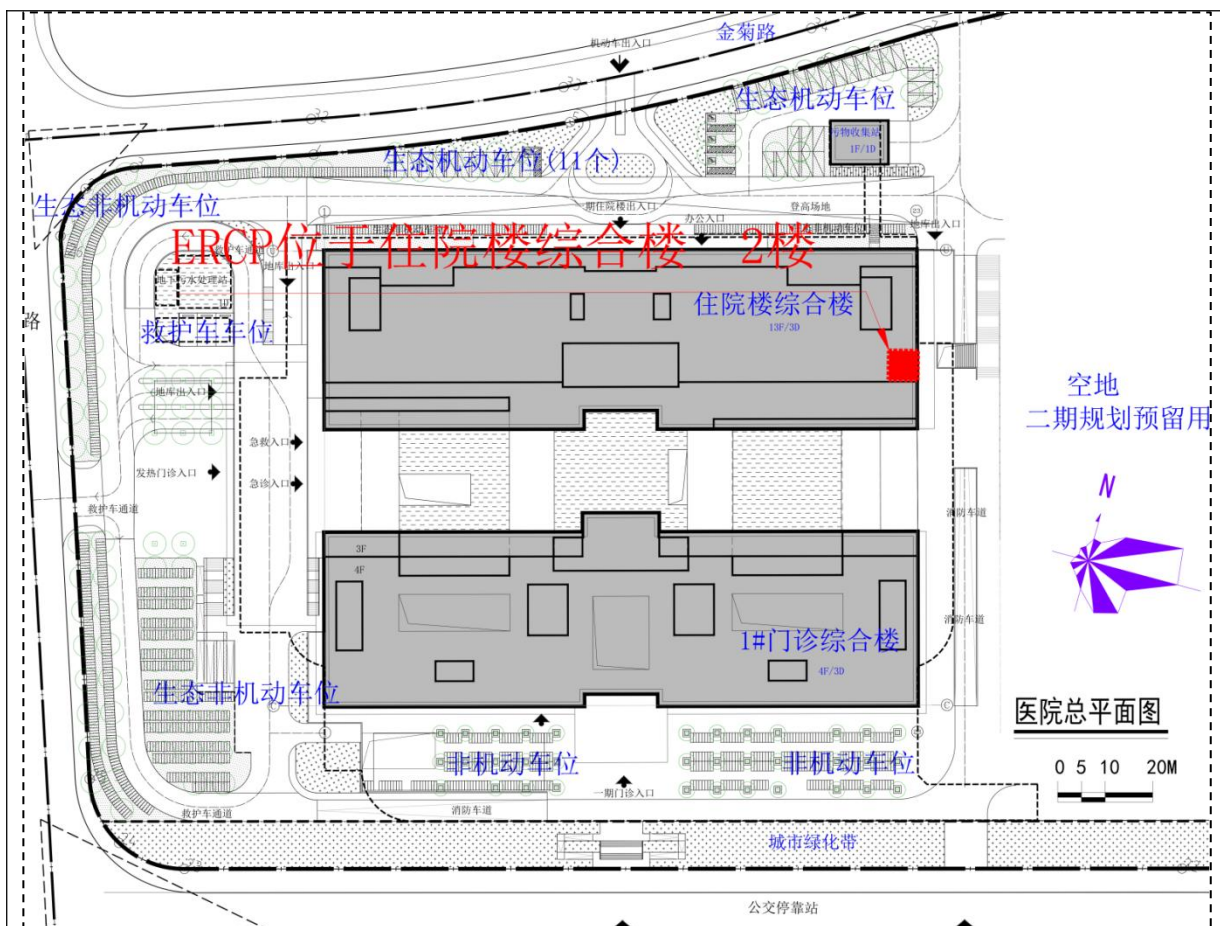 金菊路
机动车出入口
生态机动车位
污物收集站
1F/1D
生态机动车位(11个)
生态非机动车位
一期住院楼出入口
办公入口
登高场地
地库出入口
ERCP位于住院楼综合楼 2楼
救护车通道
地库出入口
地下污水处理站
住院楼综合楼
13F/3D
救护车车位
路
地库出入口
空地
二期规划预留用
急救入口
发热门诊入口
急诊入口
救护车通道
消防车道
N
3F
4F
消防车道
1#门诊综合楼
4F/3D
生态非机动车位
医院总平面图
非机动车位
非机动车位
0 5 10 20M
一期门诊入口
消防车道
救护车通道
城市绿化带
公交停靠站